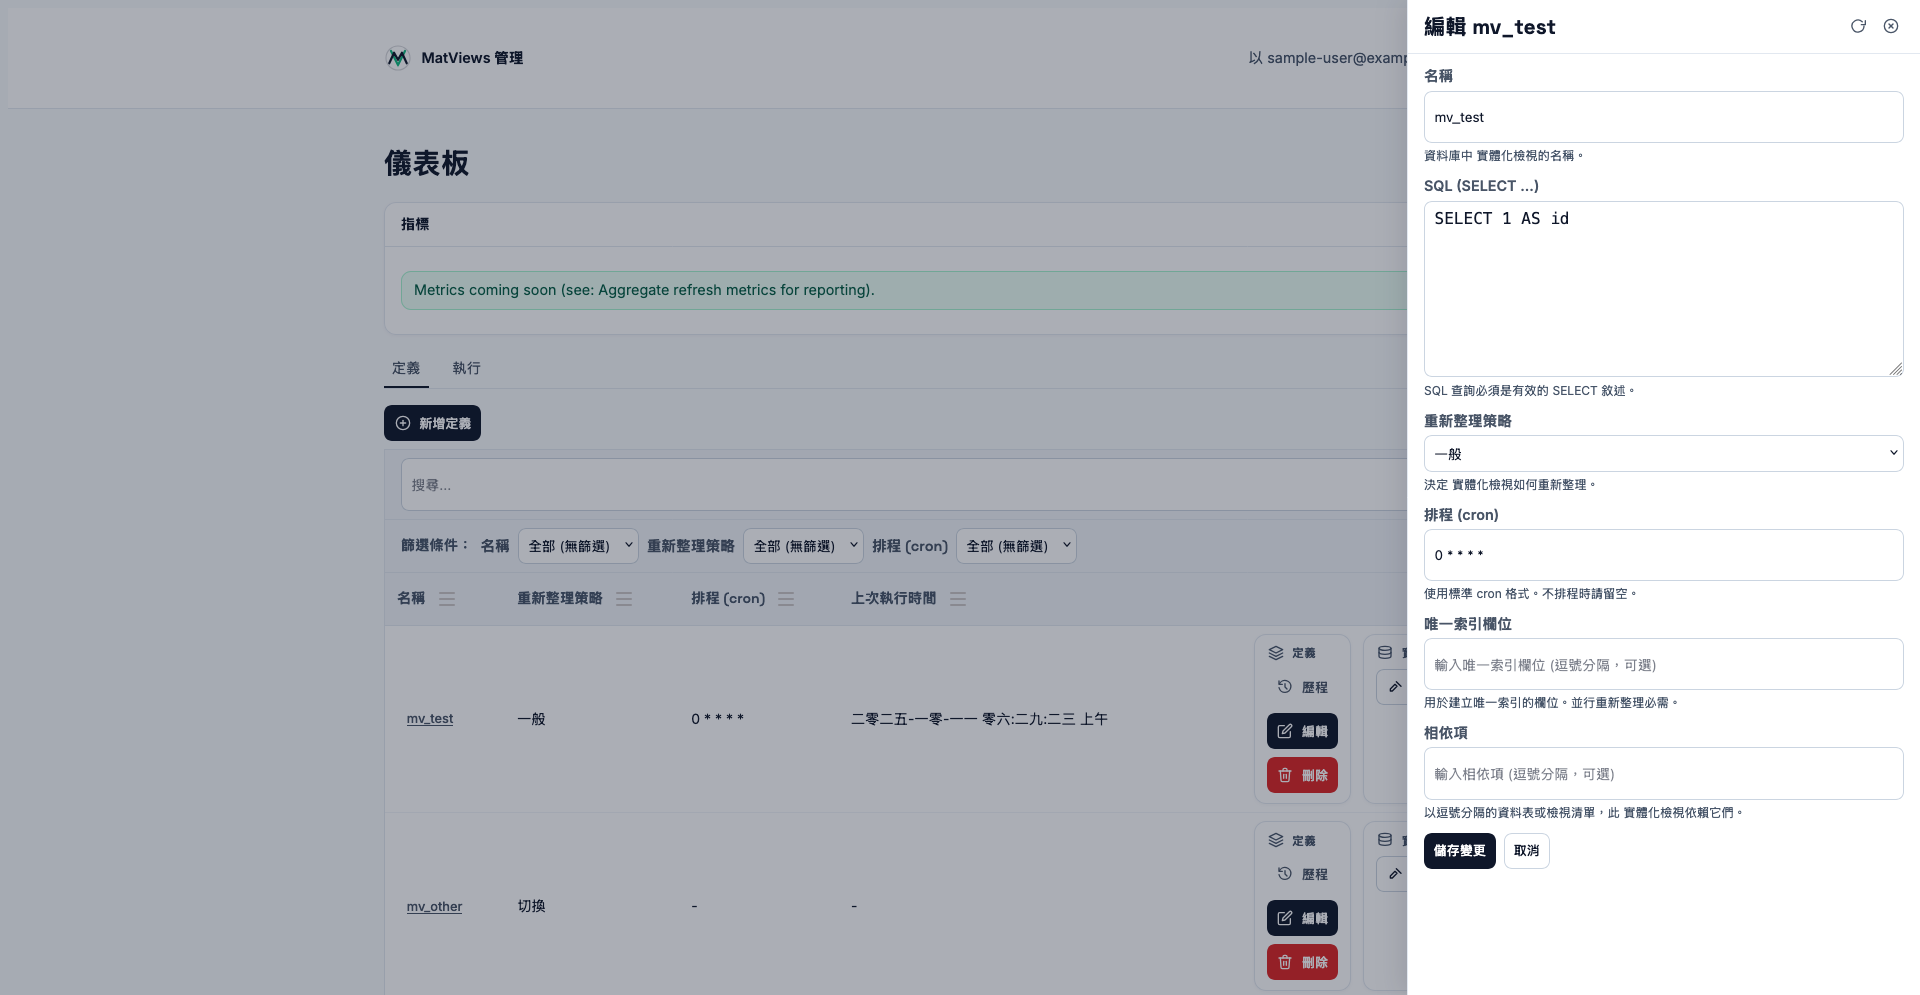 MatViews 管理
以 sample-user@examp
儀表板
指標
Metrics coming soon (see: Aggregate refresh metrics for reporting).
定義 執行
新增定義
搜尋...
篩選條件： 名稱 全部 (無篩選) 重新整理策略 全部 (無篩選) 排程 (cron) 全部 (無篩選)
名稱 重新整理策略 排程 (cron) 上次執行時間
定義
歷程
mv_test 一般 0 * * * * 二零二五-一零-一一 零六:二九:二三 上午
編輯
刪除
定義
歷程
mv_other 切換 - -
編輯
刪除
編輯 mv_test
名稱
mv_test
資料庫中 實體化檢視的名稱。
SQL (SELECT …)
SELECT 1 AS id
SQL 查詢必須是有效的 SELECT 敘述。
重新整理策略
一般
決定 實體化檢視如何重新整理。
排程 (cron)
0 * * * *
使用標準 cron 格式。不排程時請留空。
唯一索引欄位
輸入唯一索引欄位 (逗號分隔，可選)
用於建立唯一索引的欄位。並行重新整理必需。
相依項
輸入相依項 (逗號分隔，可選)
以逗號分隔的資料表或檢視清單，此 實體化檢視依賴它們。
儲存變更 取消